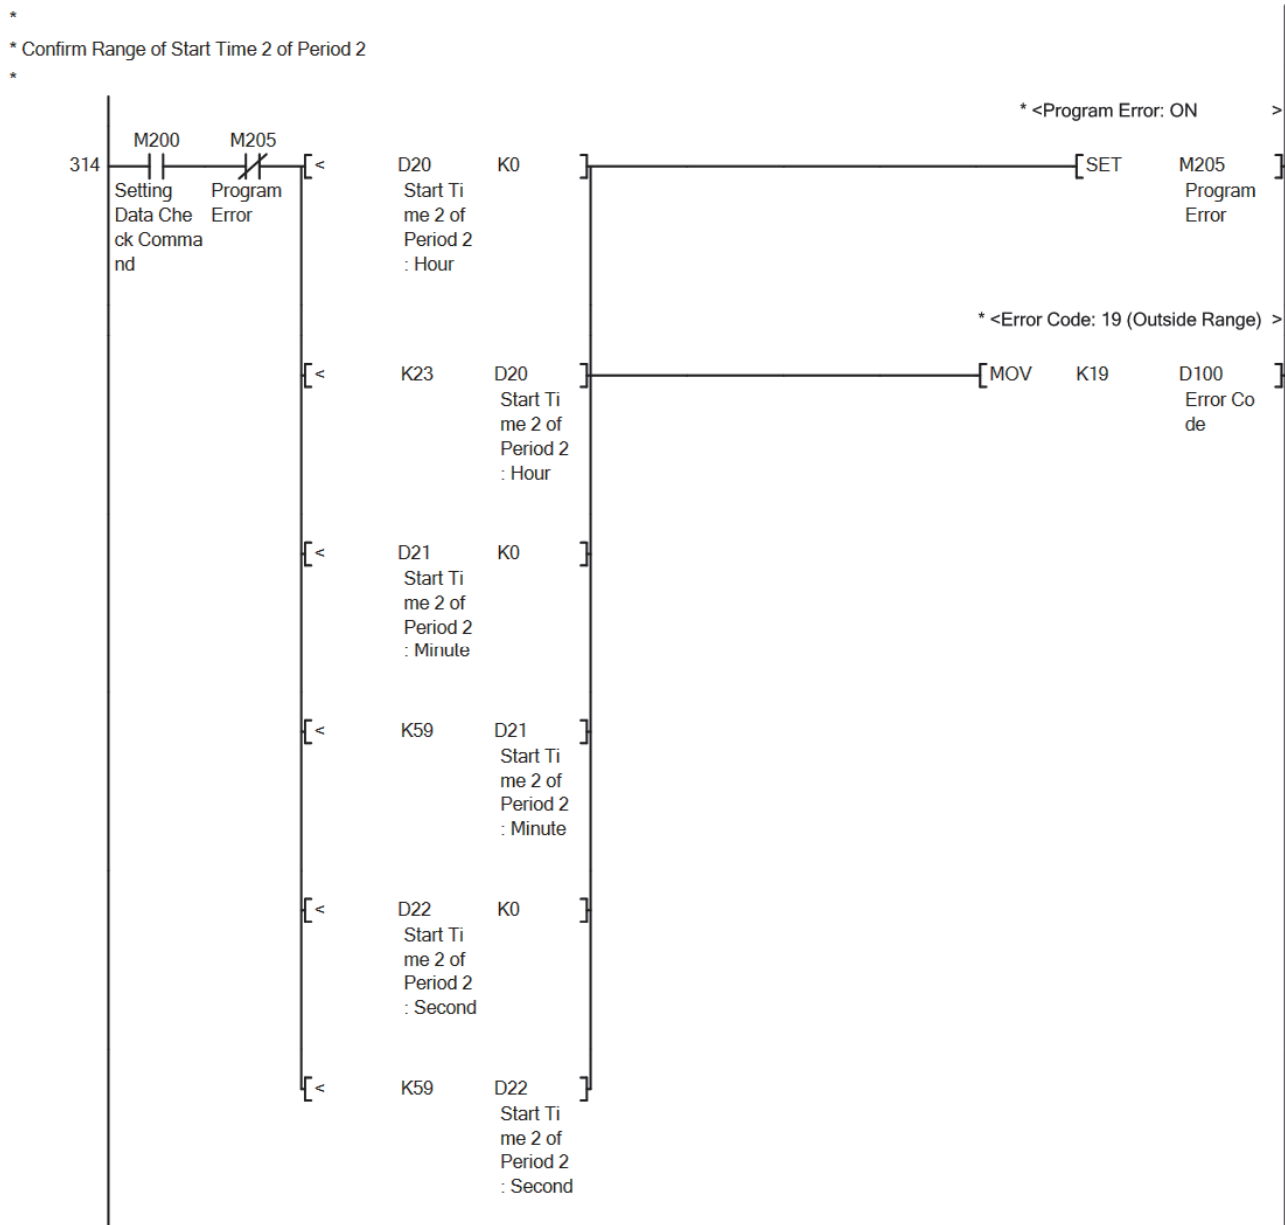 *
* Confirm Range of Start Time 2 of Period 2
*
* <Program Error: ON >
M200 M205
314 [< D20 K0 ] [SET M205 ]
Setting Program Start Ti Program
Data Che Error me 2 of Error
ck Comma Period 2
nd : Hour
* <Error Code: 19 (Outside Range) >
[< K23 D20 ] [MOV K19 D100 ]
Start Ti Error Co
me 2 of de
Period 2
: Hour
[< D21 K0 ]
Start Ti
me 2 of
Period 2
: Minute
[< K59 D21 ]
Start Ti
me 2 of
Period 2
: Minute
[< D22 K0 ]
Start Ti
me 2 of
Period 2
: Second
[< K59 D22 ]
Start Ti
me 2 of
Period 2
: Second